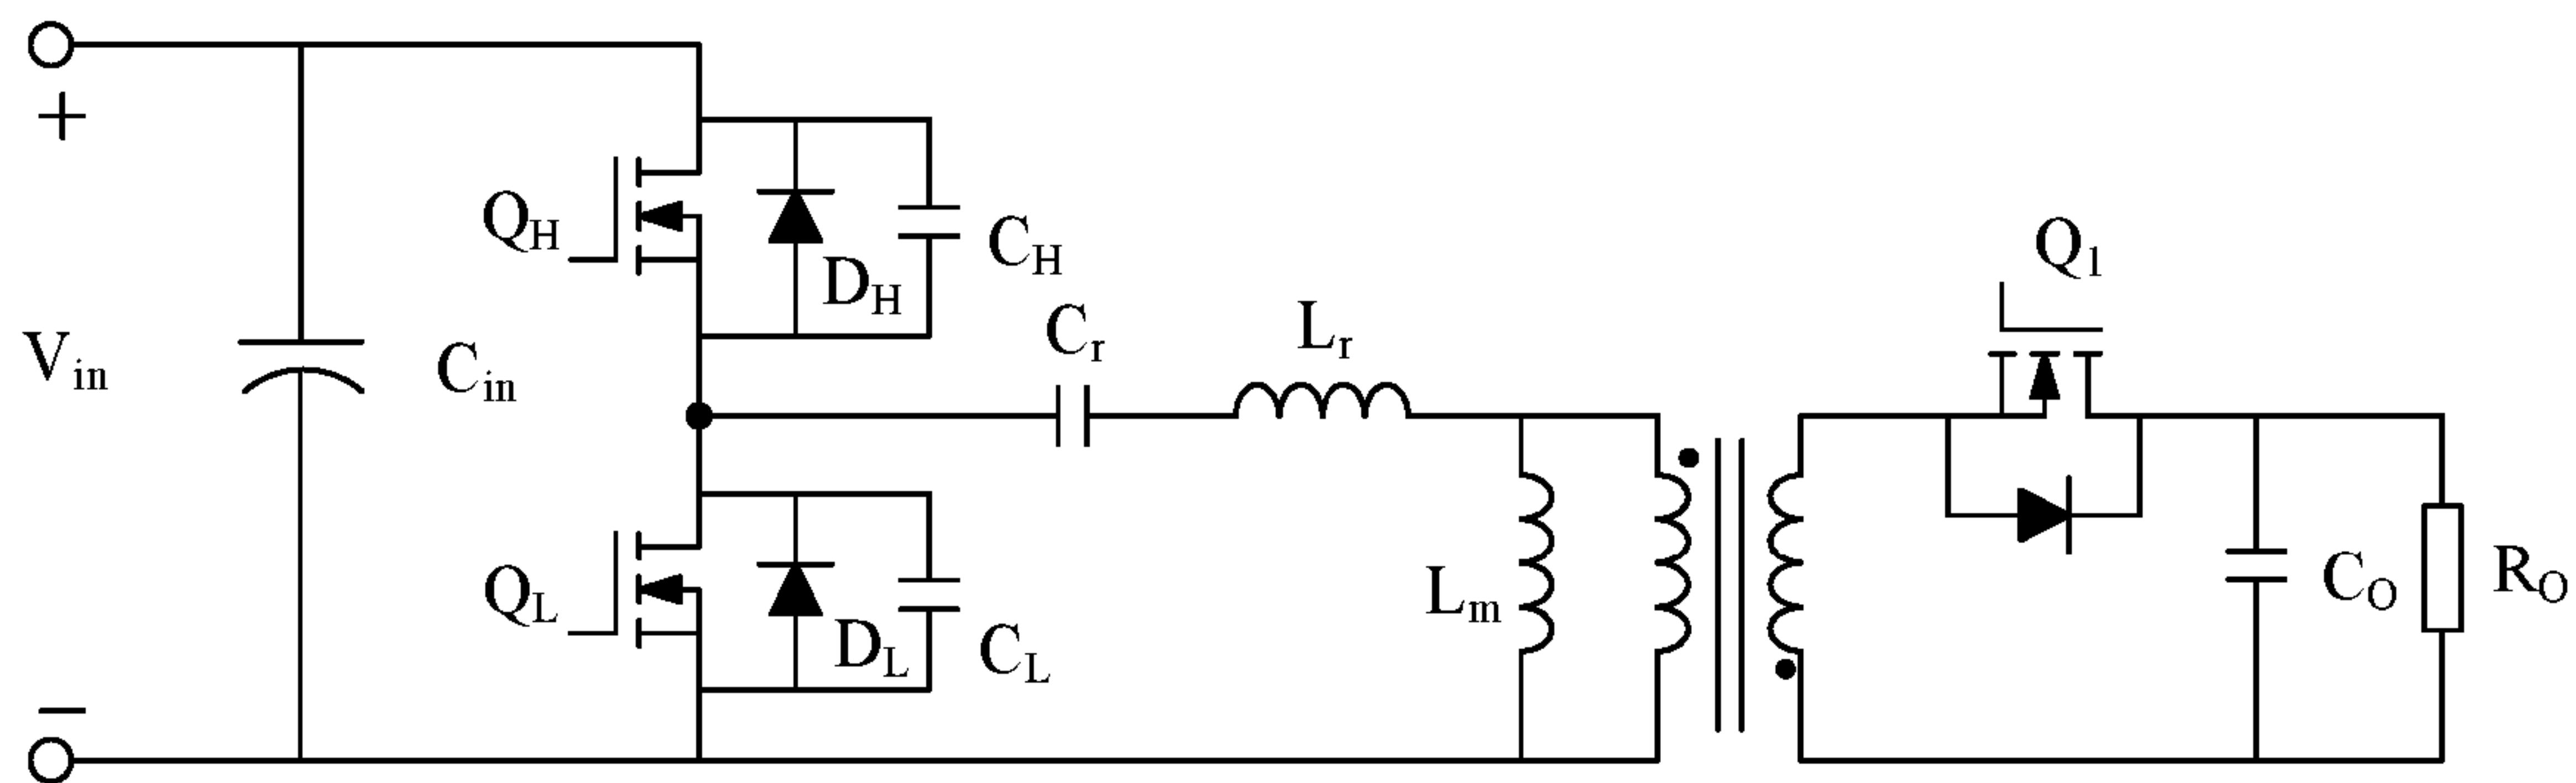 +
V_in
−
C_in
Q_H
D_H
C_H
Q_L
D_L
C_L
C_r
L_r
L_m
Q_1
C_O
R_O